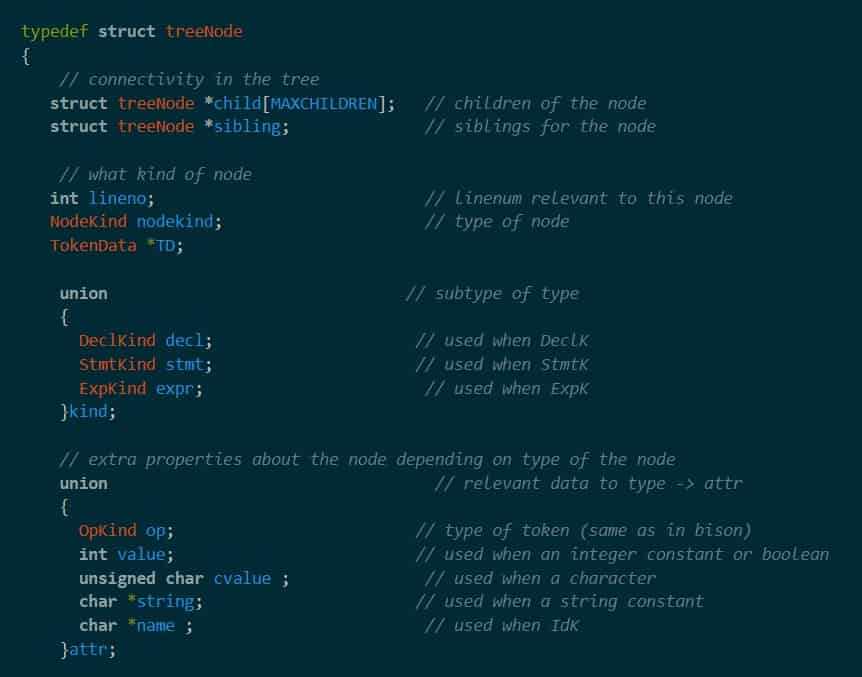 typedef struct treeNode
{
// connectivity in the tree
struct treeNode *child[MAXCHILDREN]; // children of the node
struct treeNode *sibling; // siblings for the node
// what kind of node
int lineno; // linenum relevant to this node
NodeKind nodekind; // type of node
TokenData *TD;
union // subtype of type
{
DeclKind decl; // used when DeclK
StmtKind stmt; // used when StmtK
ExpKind expr; // used when ExpK
}kind;
// extra properties about the node depending on type of the node
union // relevant data to type -> attr
{
OpKind op; // type of token (same as in bison)
int value; // used when an integer constant or boolean
unsigned char cvalue ; // used when a character
char *string; // used when a string constant
char *name ; // used when IdK
}attr;